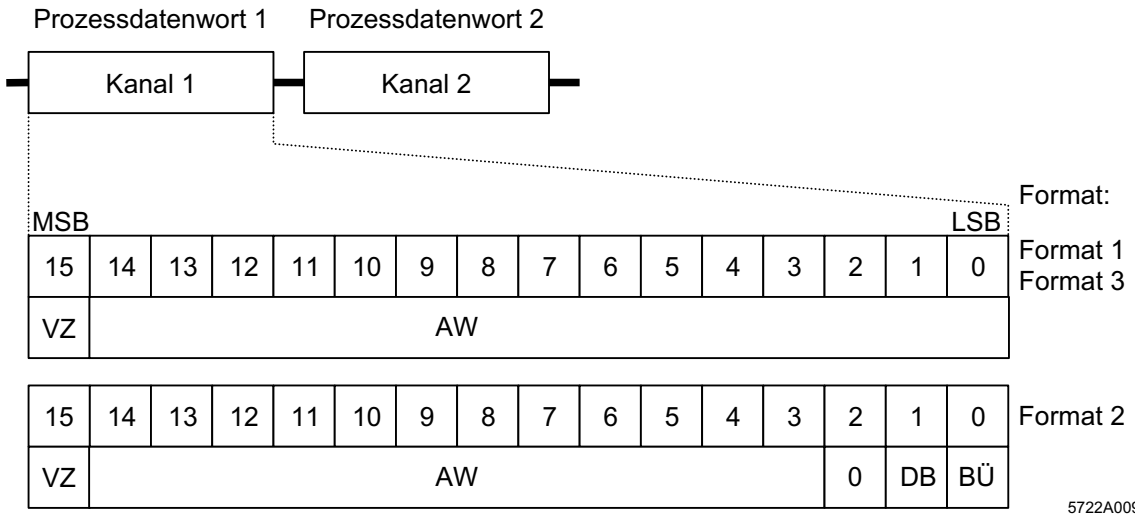 Prozessdatenwort 1 Prozessdatenwort 2
Kanal 1 Kanal 2
Format:
MSB LSB
15 14 13 12 11 10 9 8 7 6 5 4 3 2 1 0 Format 1
Format 3
VZ AW
15 14 13 12 11 10 9 8 7 6 5 4 3 2 1 0 Format 2
VZ AW 0 DB BÜ
5722A009